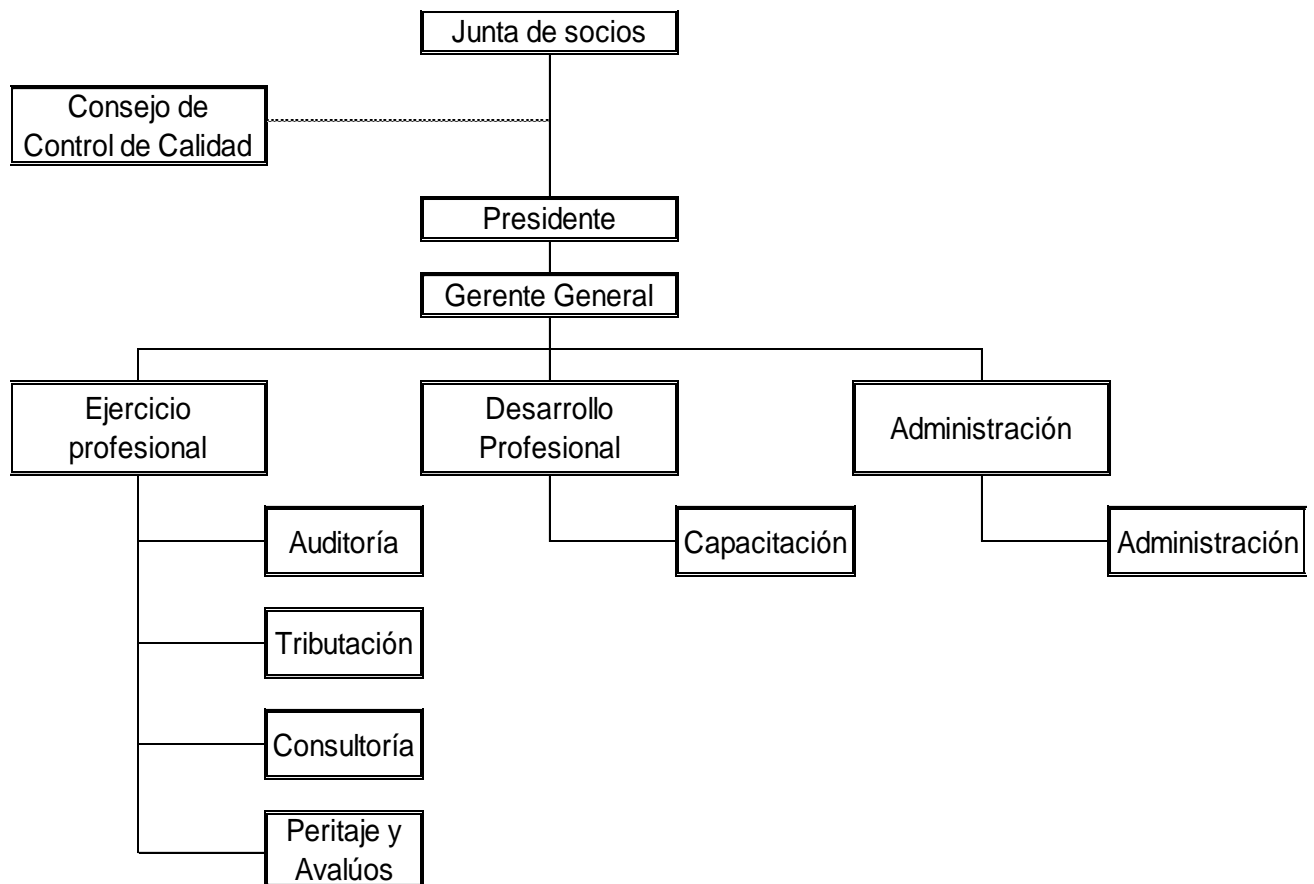 Junta de socios
Consejo de
Control de Calidad
Presidente
Gerente General
Ejercicio
profesional
Desarrollo
Profesional
Administración
Auditoría
Capacitación
Administración
Tributación
Consultoría
Peritaje y
Avalúos